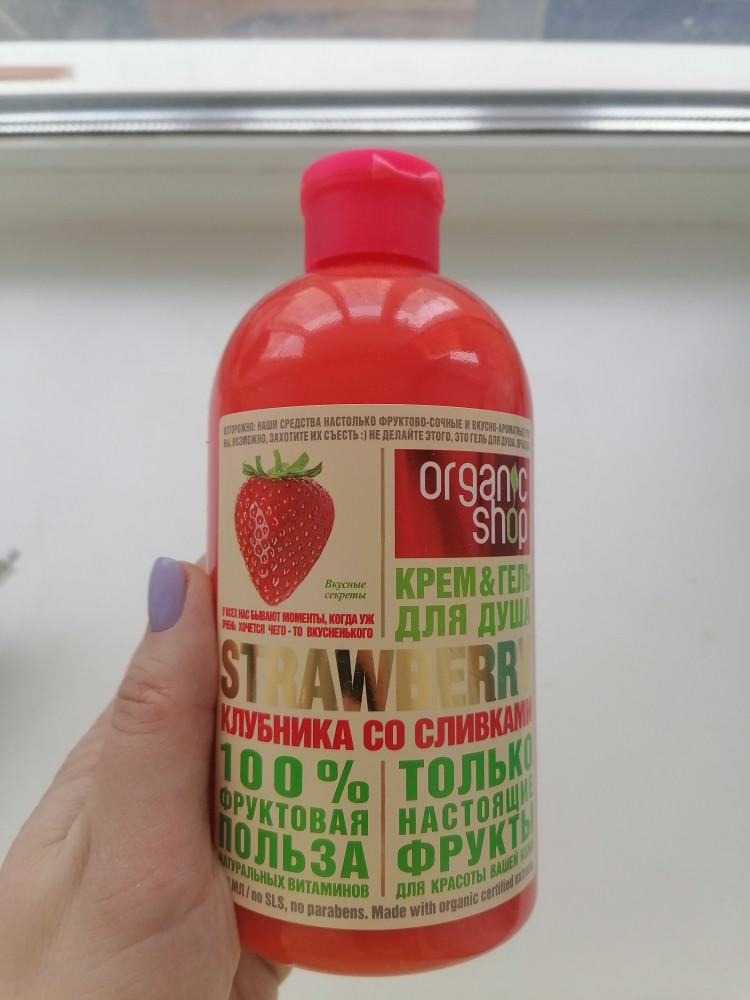 ОСТОРОЖНО: НАШИ СРЕДСТВА НАСТОЛЬКО ФРУКТОВО-СОЧНЫЕ И ВКУСНО-АРОМАТНЫЕ, ЧТО
ВЫ, ВОЗМОЖНО, ЗАХОТИТЕ ИХ СЪЕСТЬ :) НЕ ДЕЛАЙТЕ ЭТОГО, ЭТО ГЕЛЬ ДЛЯ ДУША. ПРАВДА!
organic
shop
Вкусные
секреты
У ВСЕХ НАС БЫВАЮТ МОМЕНТЫ, КОГДА УЖ
ОЧЕНЬ ХОЧЕТСЯ ЧЕГО-ТО ВКУСНЕНЬКОГО
КРЕМ&ГЕЛЬ
ДЛЯ ДУША
STRAWBERRY
КЛУБНИКА СО СЛИВКАМИ
100%
ФРУКТОВАЯ
ПОЛЬЗА
НАТУРАЛЬНЫХ ВИТАМИНОВ
ТОЛЬКО
НАСТОЯЩИЕ
ФРУКТЫ
ДЛЯ КРАСОТЫ ВАШЕЙ КОЖИ
МЛ / no SLS, no parabens. Made with organic certified